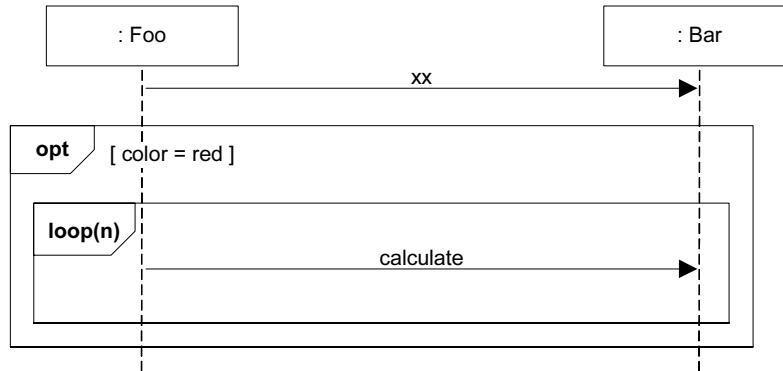 : Foo
: Bar
xx
opt
[ color = red ]
loop(n)
calculate